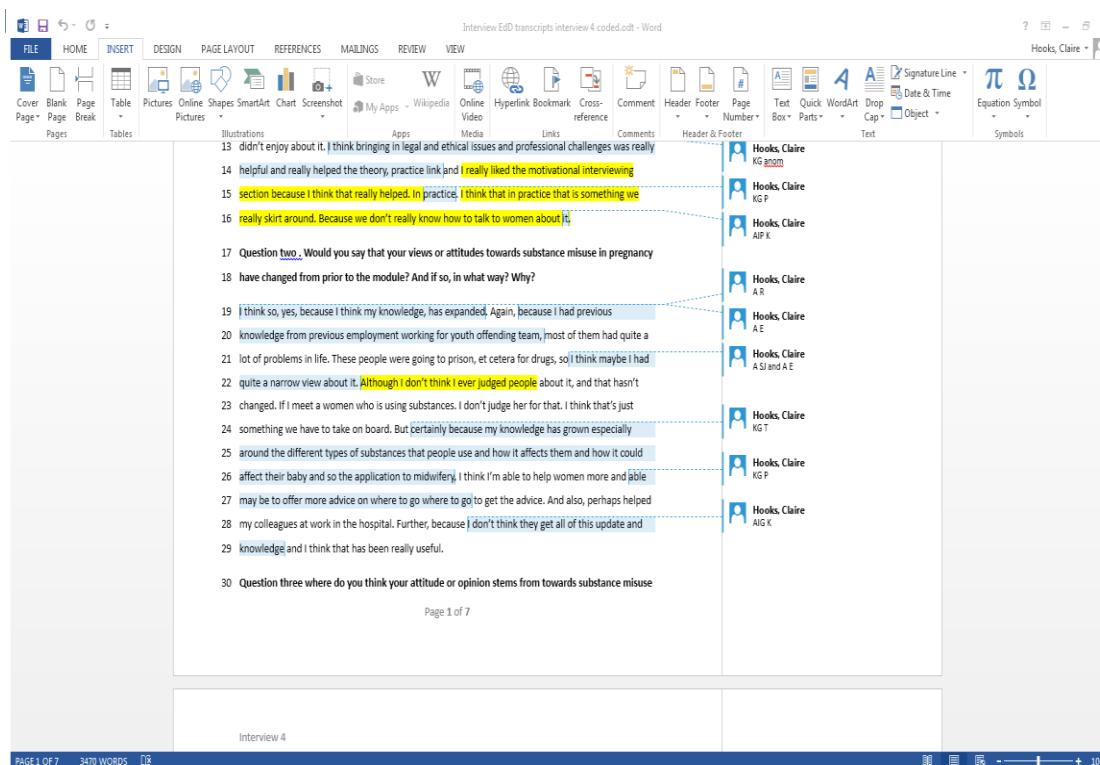 Interview EdD transcripts interview 4 coded.odt - Word
FILE HOME INSERT DESIGN PAGE LAYOUT REFERENCES MAILINGS REVIEW VIEW
Hooks, Claire
Cover Page
Blank Page
Page Break
Table
Pictures
Online Pictures
Shapes
SmartArt
Chart
Screenshot
Store
My Apps
Wikipedia
Online Video
Hyperlink
Bookmark
Cross-reference
Comment
Header
Footer
Page Number
Text Box
Quick Parts
WordArt
Drop Cap
Signature Line
Date & Time
Object
Equation
Symbol
Pages Tables Illustrations Apps Media Links Comments Header & Footer Text Symbols
13 didn't enjoy about it. I think bringing in legal and ethical issues and professional challenges was really
14 helpful and really helped the theory, practice link and I really liked the motivational interviewing
15 section because I think that really helped. In practice. I think that in practice that is something we
16 really skirt around. Because we don't really know how to talk to women about it.
17 Question two . Would you say that your views or attitudes towards substance misuse in pregnancy
18 have changed from prior to the module? And if so, in what way? Why?
19 I think so, yes, because I think my knowledge, has expanded. Again, because I had previous
20 knowledge from previous employment working for youth offending team, most of them had quite a
21 lot of problems in life. These people were going to prison, et cetera for drugs, so I think maybe I had
22 quite a narrow view about it. Although I don't think I ever judged people about it, and that hasn't
23 changed. If I meet a women who is using substances. I don't judge her for that. I think that's just
24 something we have to take on board. But certainly because my knowledge has grown especially
25 around the different types of substances that people use and how it affects them and how it could
26 affect their baby and so the application to midwifery, I think I'm able to help women more and able
27 may be to offer more advice on where to go where to go to get the advice. And also, perhaps helped
28 my colleagues at work in the hospital. Further, because I don't think they get all of this update and
29 knowledge and I think that has been really useful.
30 Question three where do you think your attitude or opinion stems from towards substance misuse
Page 1 of 7
Hooks, Claire
KG anom
Hooks, Claire
KG P
Hooks, Claire
AIP K
Hooks, Claire
A R
Hooks, Claire
A E
Hooks, Claire
A SJ and A E
Hooks, Claire
KG T
Hooks, Claire
KG P
Hooks, Claire
AIG K
Interview 4
PAGE 1 OF 7 3470 WORDS
10